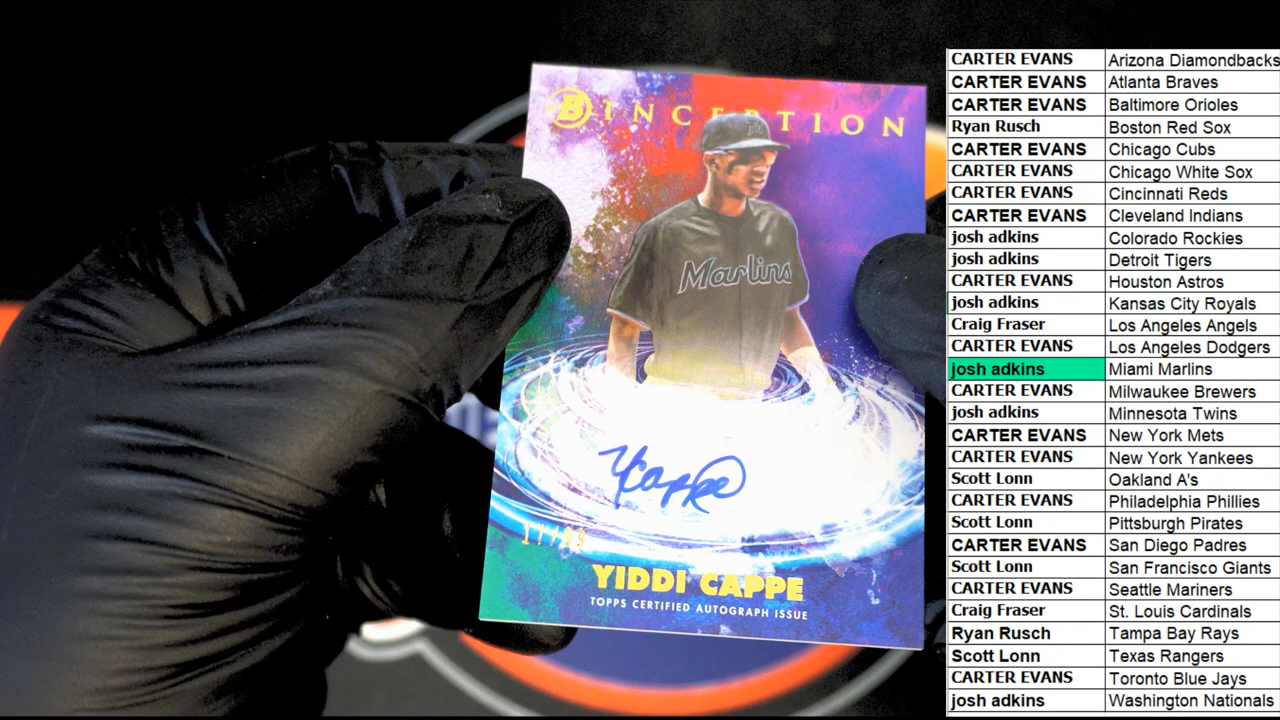 B INCEPTION
M
Marlins
YCappe
YIDDI CAPPE
TOPPS CERTIFIED AUTOGRAPH ISSUE
CARTER EVANS Arizona Diamondbacks
CARTER EVANS Atlanta Braves
CARTER EVANS Baltimore Orioles
Ryan Rusch Boston Red Sox
CARTER EVANS Chicago Cubs
CARTER EVANS Chicago White Sox
CARTER EVANS Cincinnati Reds
CARTER EVANS Cleveland Indians
josh adkins Colorado Rockies
josh adkins Detroit Tigers
CARTER EVANS Houston Astros
josh adkins Kansas City Royals
Craig Fraser Los Angeles Angels
CARTER EVANS Los Angeles Dodgers
josh adkins Miami Marlins
CARTER EVANS Milwaukee Brewers
josh adkins Minnesota Twins
CARTER EVANS New York Mets
CARTER EVANS New York Yankees
Scott Lonn Oakland A's
CARTER EVANS Philadelphia Phillies
Scott Lonn Pittsburgh Pirates
CARTER EVANS San Diego Padres
Scott Lonn San Francisco Giants
CARTER EVANS Seattle Mariners
Craig Fraser St. Louis Cardinals
Ryan Rusch Tampa Bay Rays
Scott Lonn Texas Rangers
CARTER EVANS Toronto Blue Jays
josh adkins Washington Nationals